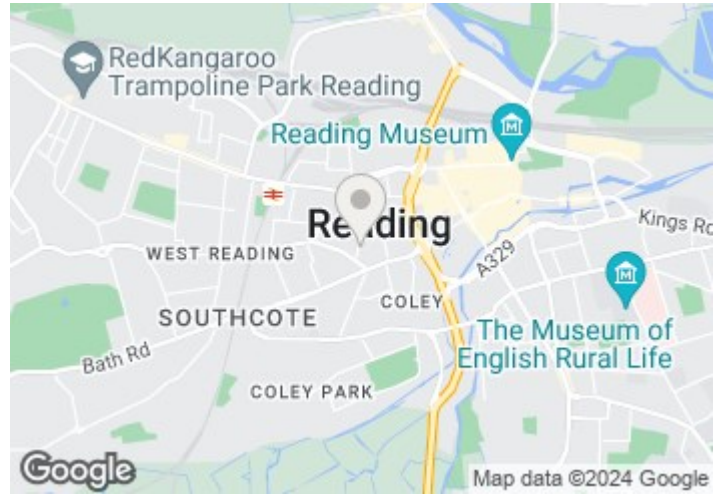 RedKangaroo
Trampoline Park Reading
Reading Museum
Reading
Kings Rd
WEST READING
A329
COLEY
SOUTHCOTE
The Museum of
English Rural Life
Bath Rd
COLEY PARK
Google
Map data ©2024 Google